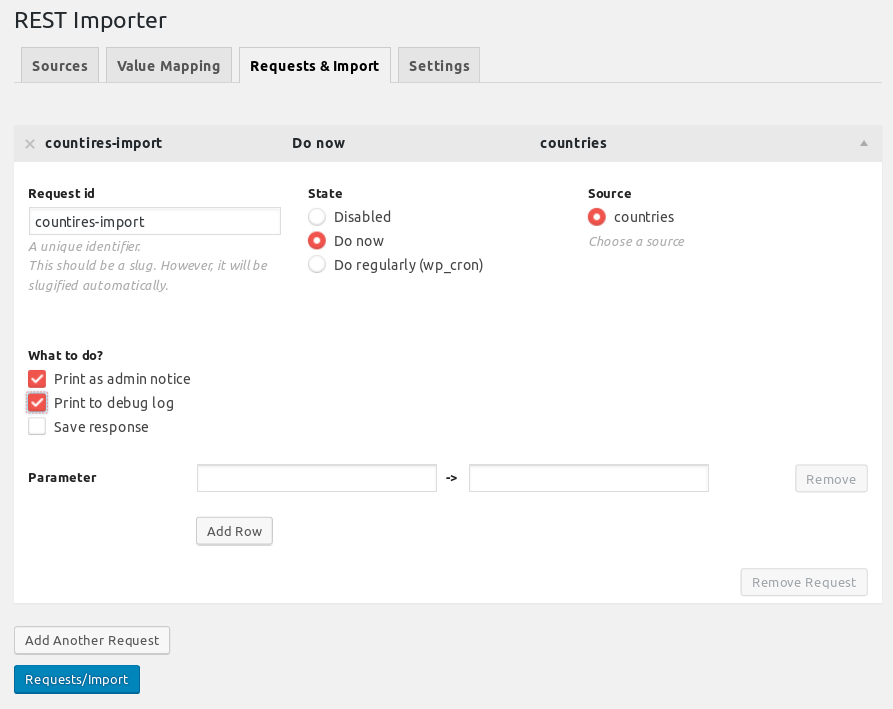 REST Importer
Sources Value Mapping Requests & Import Settings
countires-import Do now countries
Request id
countires-import
A unique identifier.
This should be a slug. However, it will be
slugified automatically.
State
Disabled
Do now
Do regularly (wp_cron)
Source
countries
Choose a source
What to do?
Print as admin notice
Print to debug log
Save response
Parameter -> Remove
Add Row
Remove Request
Add Another Request
Requests/Import